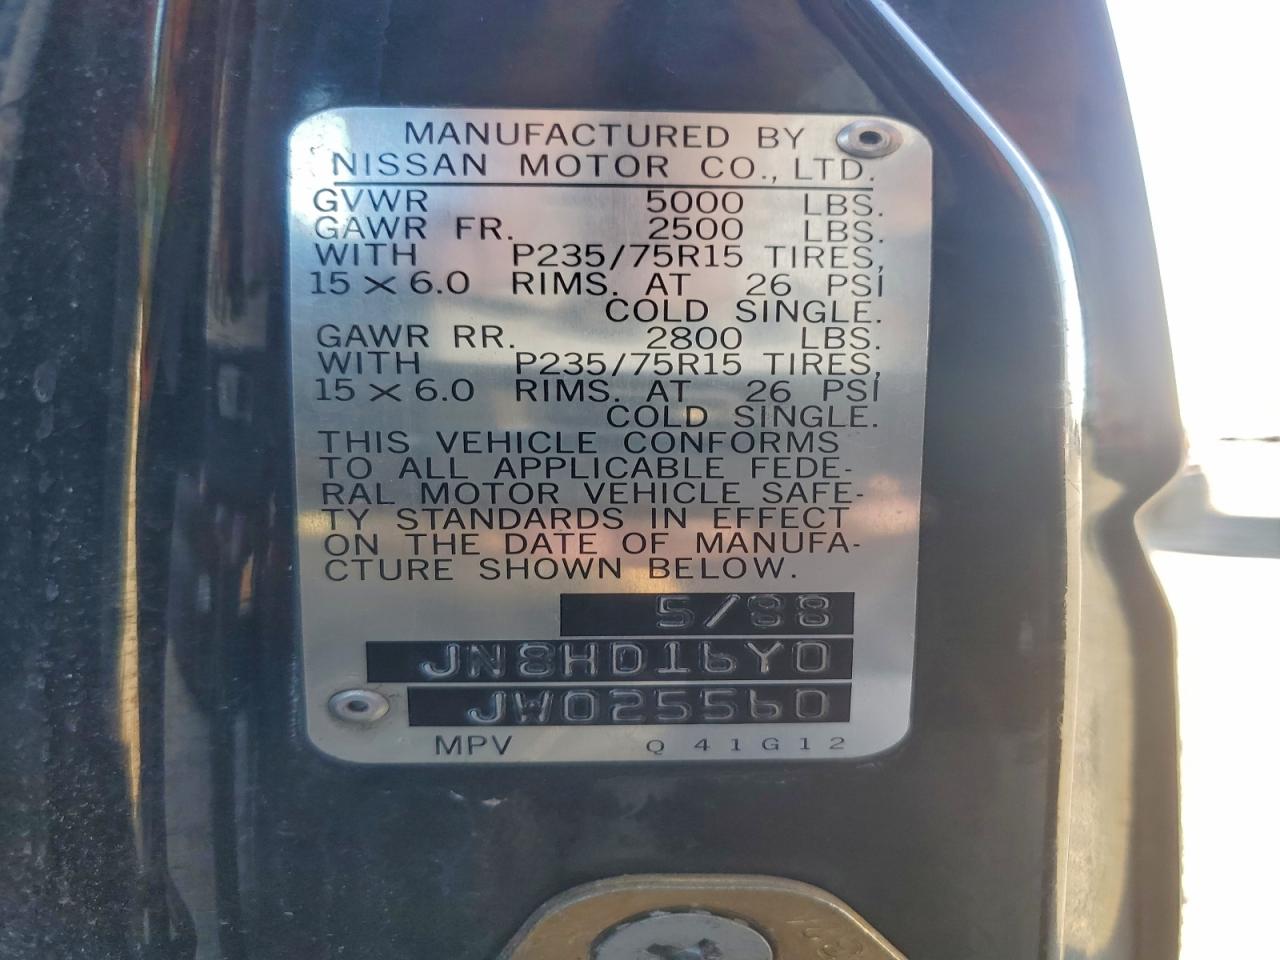 MANUFACTURED BY
NISSAN MOTOR CO., LTD.
GVWR 5000 LBS.
GAWR FR. 2500 LBS.
WITH P235/75R15 TIRES,
15 × 6.0 RIMS. AT 26 PSI
COLD SINGLE.
GAWR RR. 2800 LBS.
WITH P235/75R15 TIRES,
15 × 6.0 RIMS. AT 26 PSI
COLD SINGLE.
THIS VEHICLE CONFORMS
TO ALL APPLICABLE FEDE-
RAL MOTOR VEHICLE SAFE-
TY STANDARDS IN EFFECT
ON THE DATE OF MANUFA-
CTURE SHOWN BELOW.
5/88
JN8HD16Y0
JW025560
MPV Q41G12